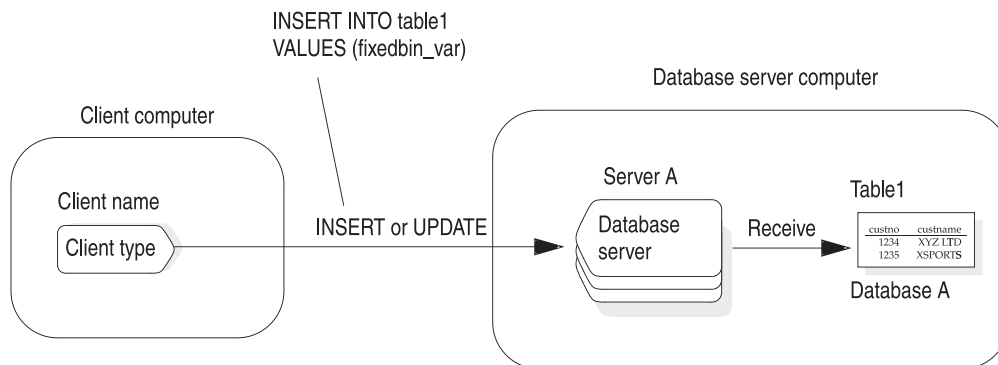 INSERT INTO table1
VALUES (fixedbin_var)
Database server computer
Client computer
Server A
Table1
Client name
INSERT or UPDATE
Client type
Database
server
Receive
custno custname
1234 XYZ LTD
1235 XSPORTS
Database A